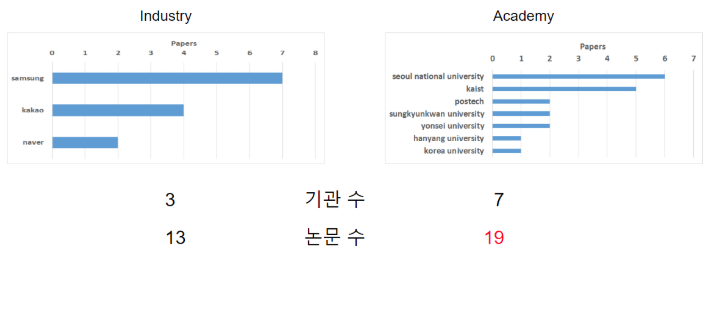 Industry
Academy
Papers
0 1 2 3 4 5 6 7 8
samsung
kakao
naver
Papers
0 1 2 3 4 5 6 7
seoul national university
kaist
postech
sungkyunkwan university
yonsei university
hanyang university
korea university
3 기관 수 7
13 논문 수 19